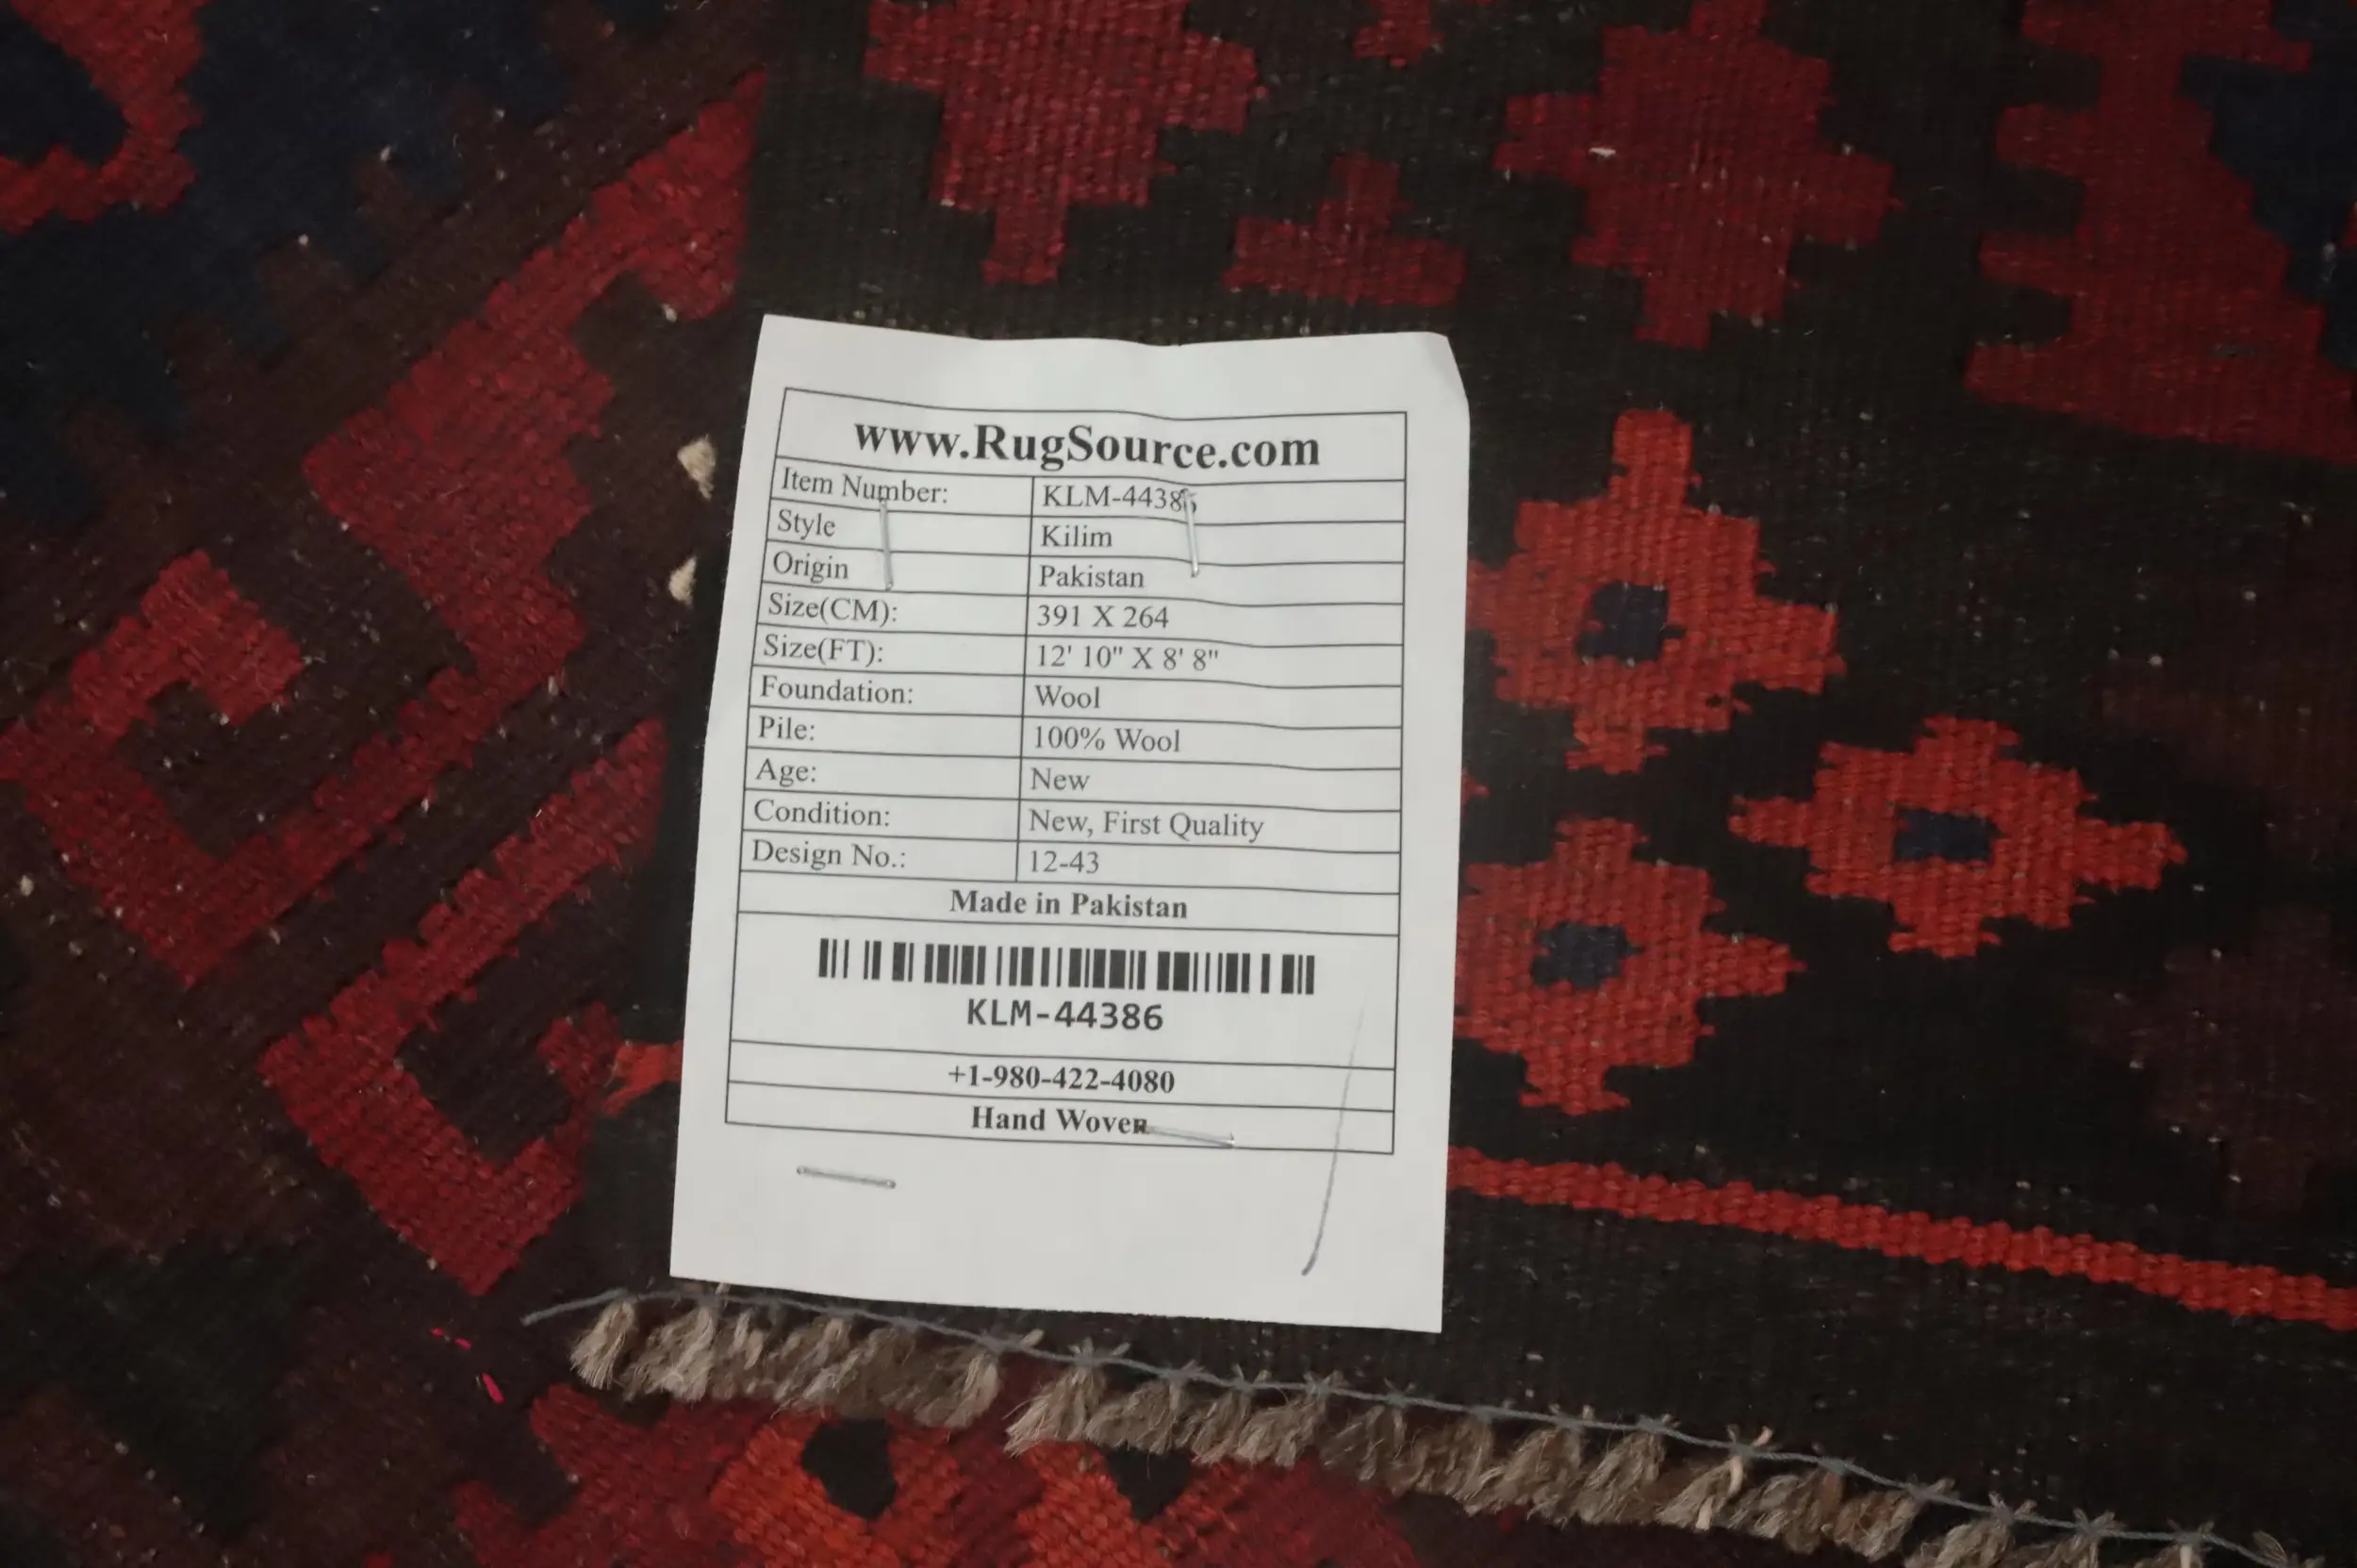 www.RugSource.com
Item Number: KLM-44386
Style Kilim
Origin Pakistan
Size(CM): 391 X 264
Size(FT): 12' 10" X 8' 8"
Foundation: Wool
Pile: 100% Wool
Age: New
Condition: New, First Quality
Design No.: 12-43
Made in Pakistan
KLM-44386
+1-980-422-4080
Hand Woven